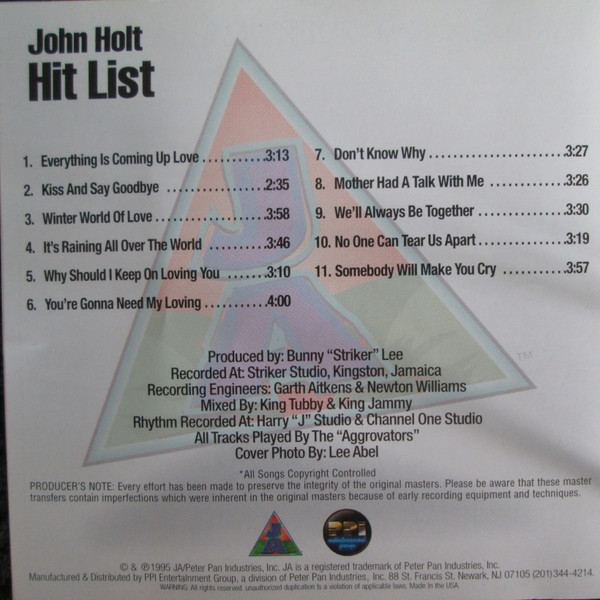 John Holt
Hit List
1. Everything Is Coming Up Love ..........3:13
2. Kiss And Say Goodbye ................2:35
3. Winter World Of Love ..................3:58
4. It's Raining All Over The World ..........3:46
5. Why Should I Keep On Loving You .......3:10
6. You're Gonna Need My Loving ..........4:00
7. Don't Know Why ......................3:27
8. Mother Had A Talk With Me ............3:26
9. We'll Always Be Together ..............3:30
10. No One Can Tear Us Apart ..............3:19
11. Somebody Will Make You Cry ..........3:57
Produced by: Bunny "Striker" Lee
Recorded At: Striker Studio, Kingston, Jamaica
Recording Engineers: Garth Aitkens & Newton Williams
Mixed By: King Tubby & King Jammy
Rhythm Recorded At: Harry "J" Studio & Channel One Studio
All Tracks Played By The "Aggrovators"
Cover Photo By: Lee Abel
TM
*All Songs Copyright Controlled
PRODUCER'S NOTE: Every effort has been made to preserve the integrity of the original masters. Please be aware that these master
transfers contain imperfections which were inherent in the original masters because of early recording equipment and techniques.
JA
PPI
© & ℗1995 JA/Peter Pan Industries, Inc. JA is a registered trademark of Peter Pan Industries, Inc.
Manufactured & Distributed by PPI Entertainment Group, a division of Peter Pan Industries, Inc. 88 St. Francis St. Newark, NJ 07105 (201)344-4214.
WARNING: All rights reserved. unauthorized duplication is a violation of applicable laws. Made In the USA.